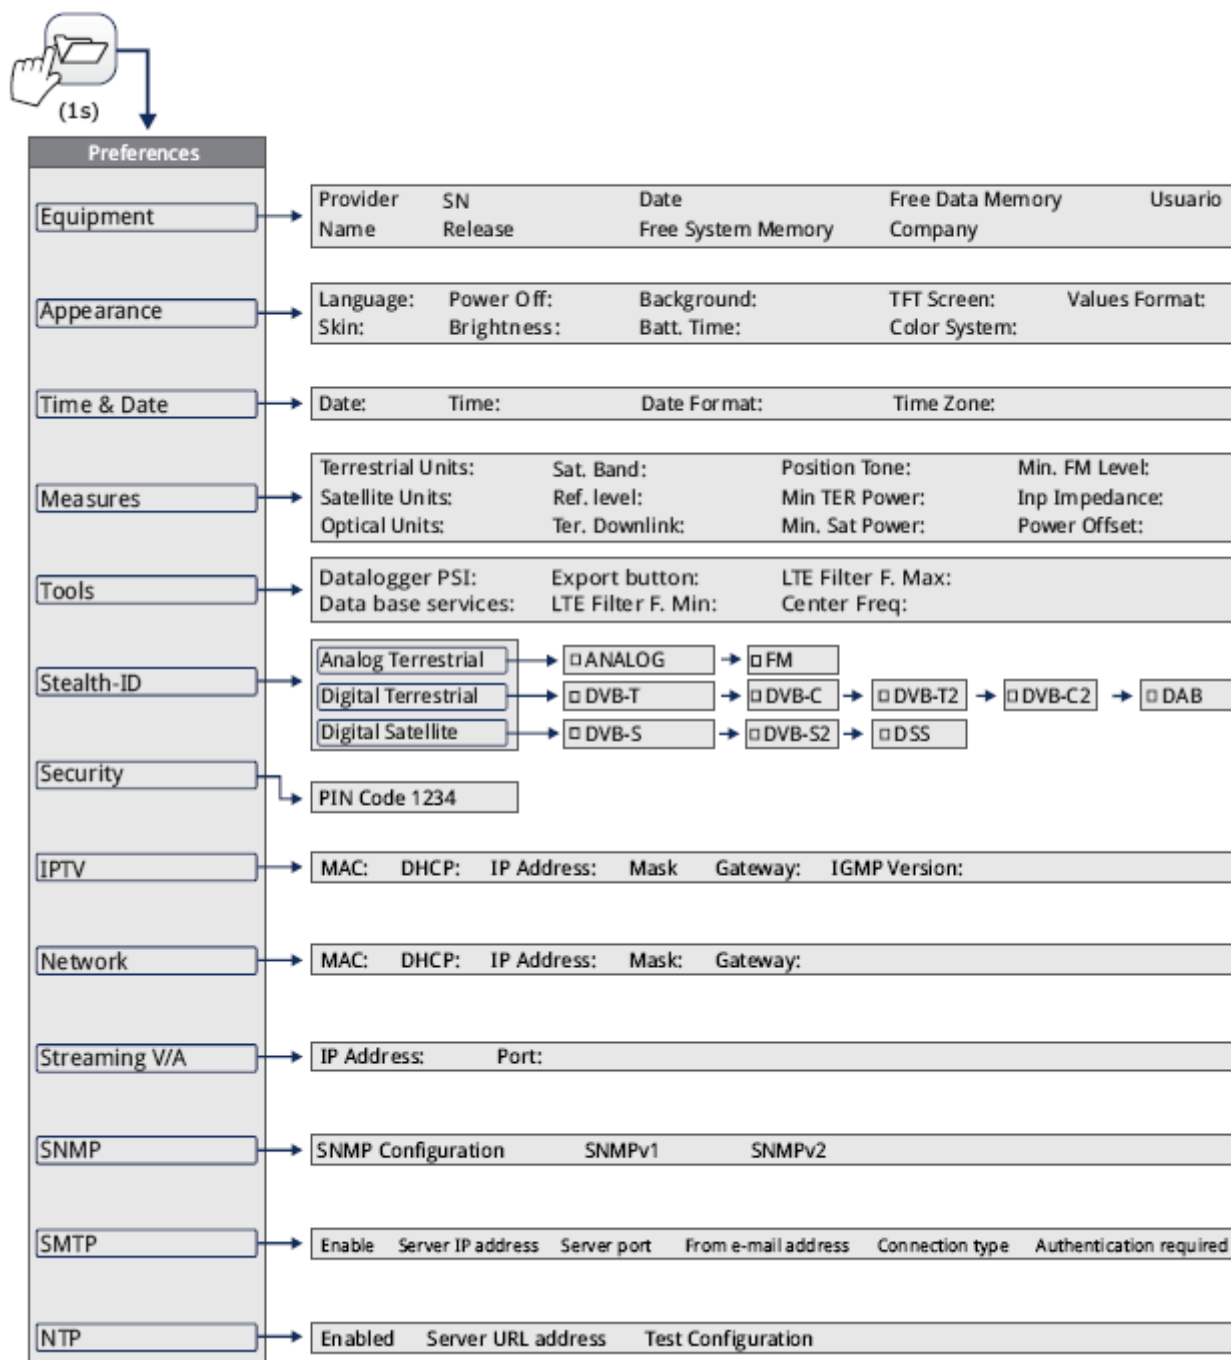 (1s)
Preferences
Equipment
Provider SN Date Free Data Memory Usuario
Name Release Free System Memory Company
Appearance
Language: Power Off: Background: TFT Screen: Values Format:
Skin: Brightness: Batt. Time: Color System:
Time & Date
Date: Time: Date Format: Time Zone:
Measures
Terrestrial Units: Sat. Band: Position Tone: Min. FM Level:
Satellite Units: Ref. level: Min TER Power: Inp Impedance:
Optical Units: Ter. Downlink: Min. Sat Power: Power Offset:
Tools
Datalogger PSI: Export button: LTE Filter F. Max:
Data base services: LTE Filter F. Min: Center Freq:
Stealth-ID
Analog Terrestrial ANALOG FM
Digital Terrestrial DVB-T DVB-C DVB-T2 DVB-C2 DAB
Digital Satellite DVB-S DVB-S2 DSS
Security
PIN Code 1234
IPTV
MAC: DHCP: IP Address: Mask Gateway: IGMP Version:
Network
MAC: DHCP: IP Address: Mask: Gateway:
Streaming V/A
IP Address: Port:
SNMP
SNMP Configuration SNMPv1 SNMPv2
SMTP
Enable Server IP address Server port From e-mail address Connection type Authentication required
NTP
Enabled Server URL address Test Configuration